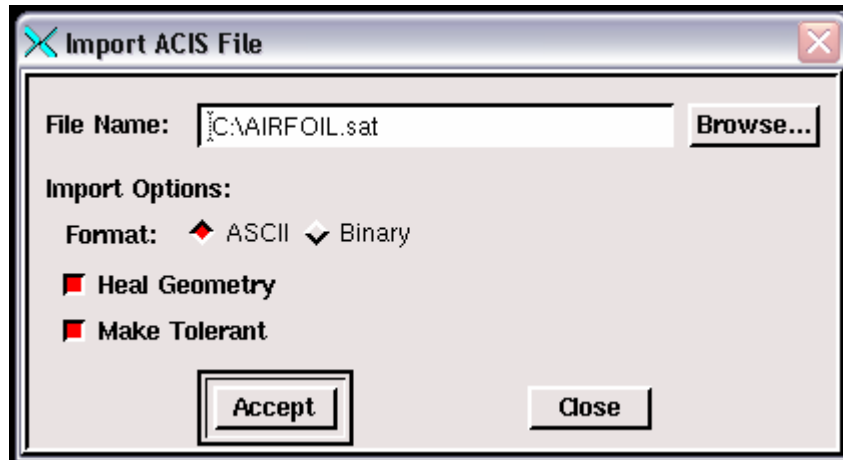 Import ACIS File
File Name: C:\AIRFOIL.sat Browse...
Import Options:
Format: ASCII Binary
Heal Geometry
Make Tolerant
Accept Close